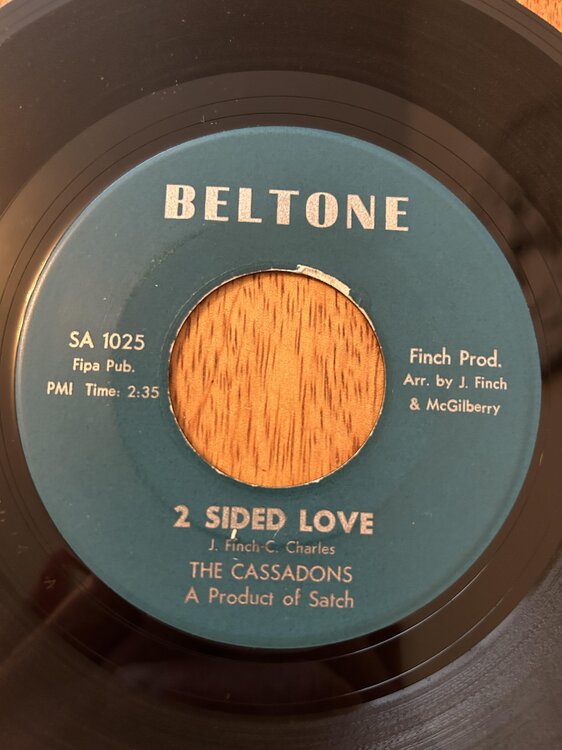 BELTONE
SA 1025
Fipa Pub.
PMI Time: 2:35
Finch Prod.
Arr. by J. Finch
& McGilberry
2 SIDED LOVE
J. Finch-C. Charles
THE CASSADONS
A Product of Satch